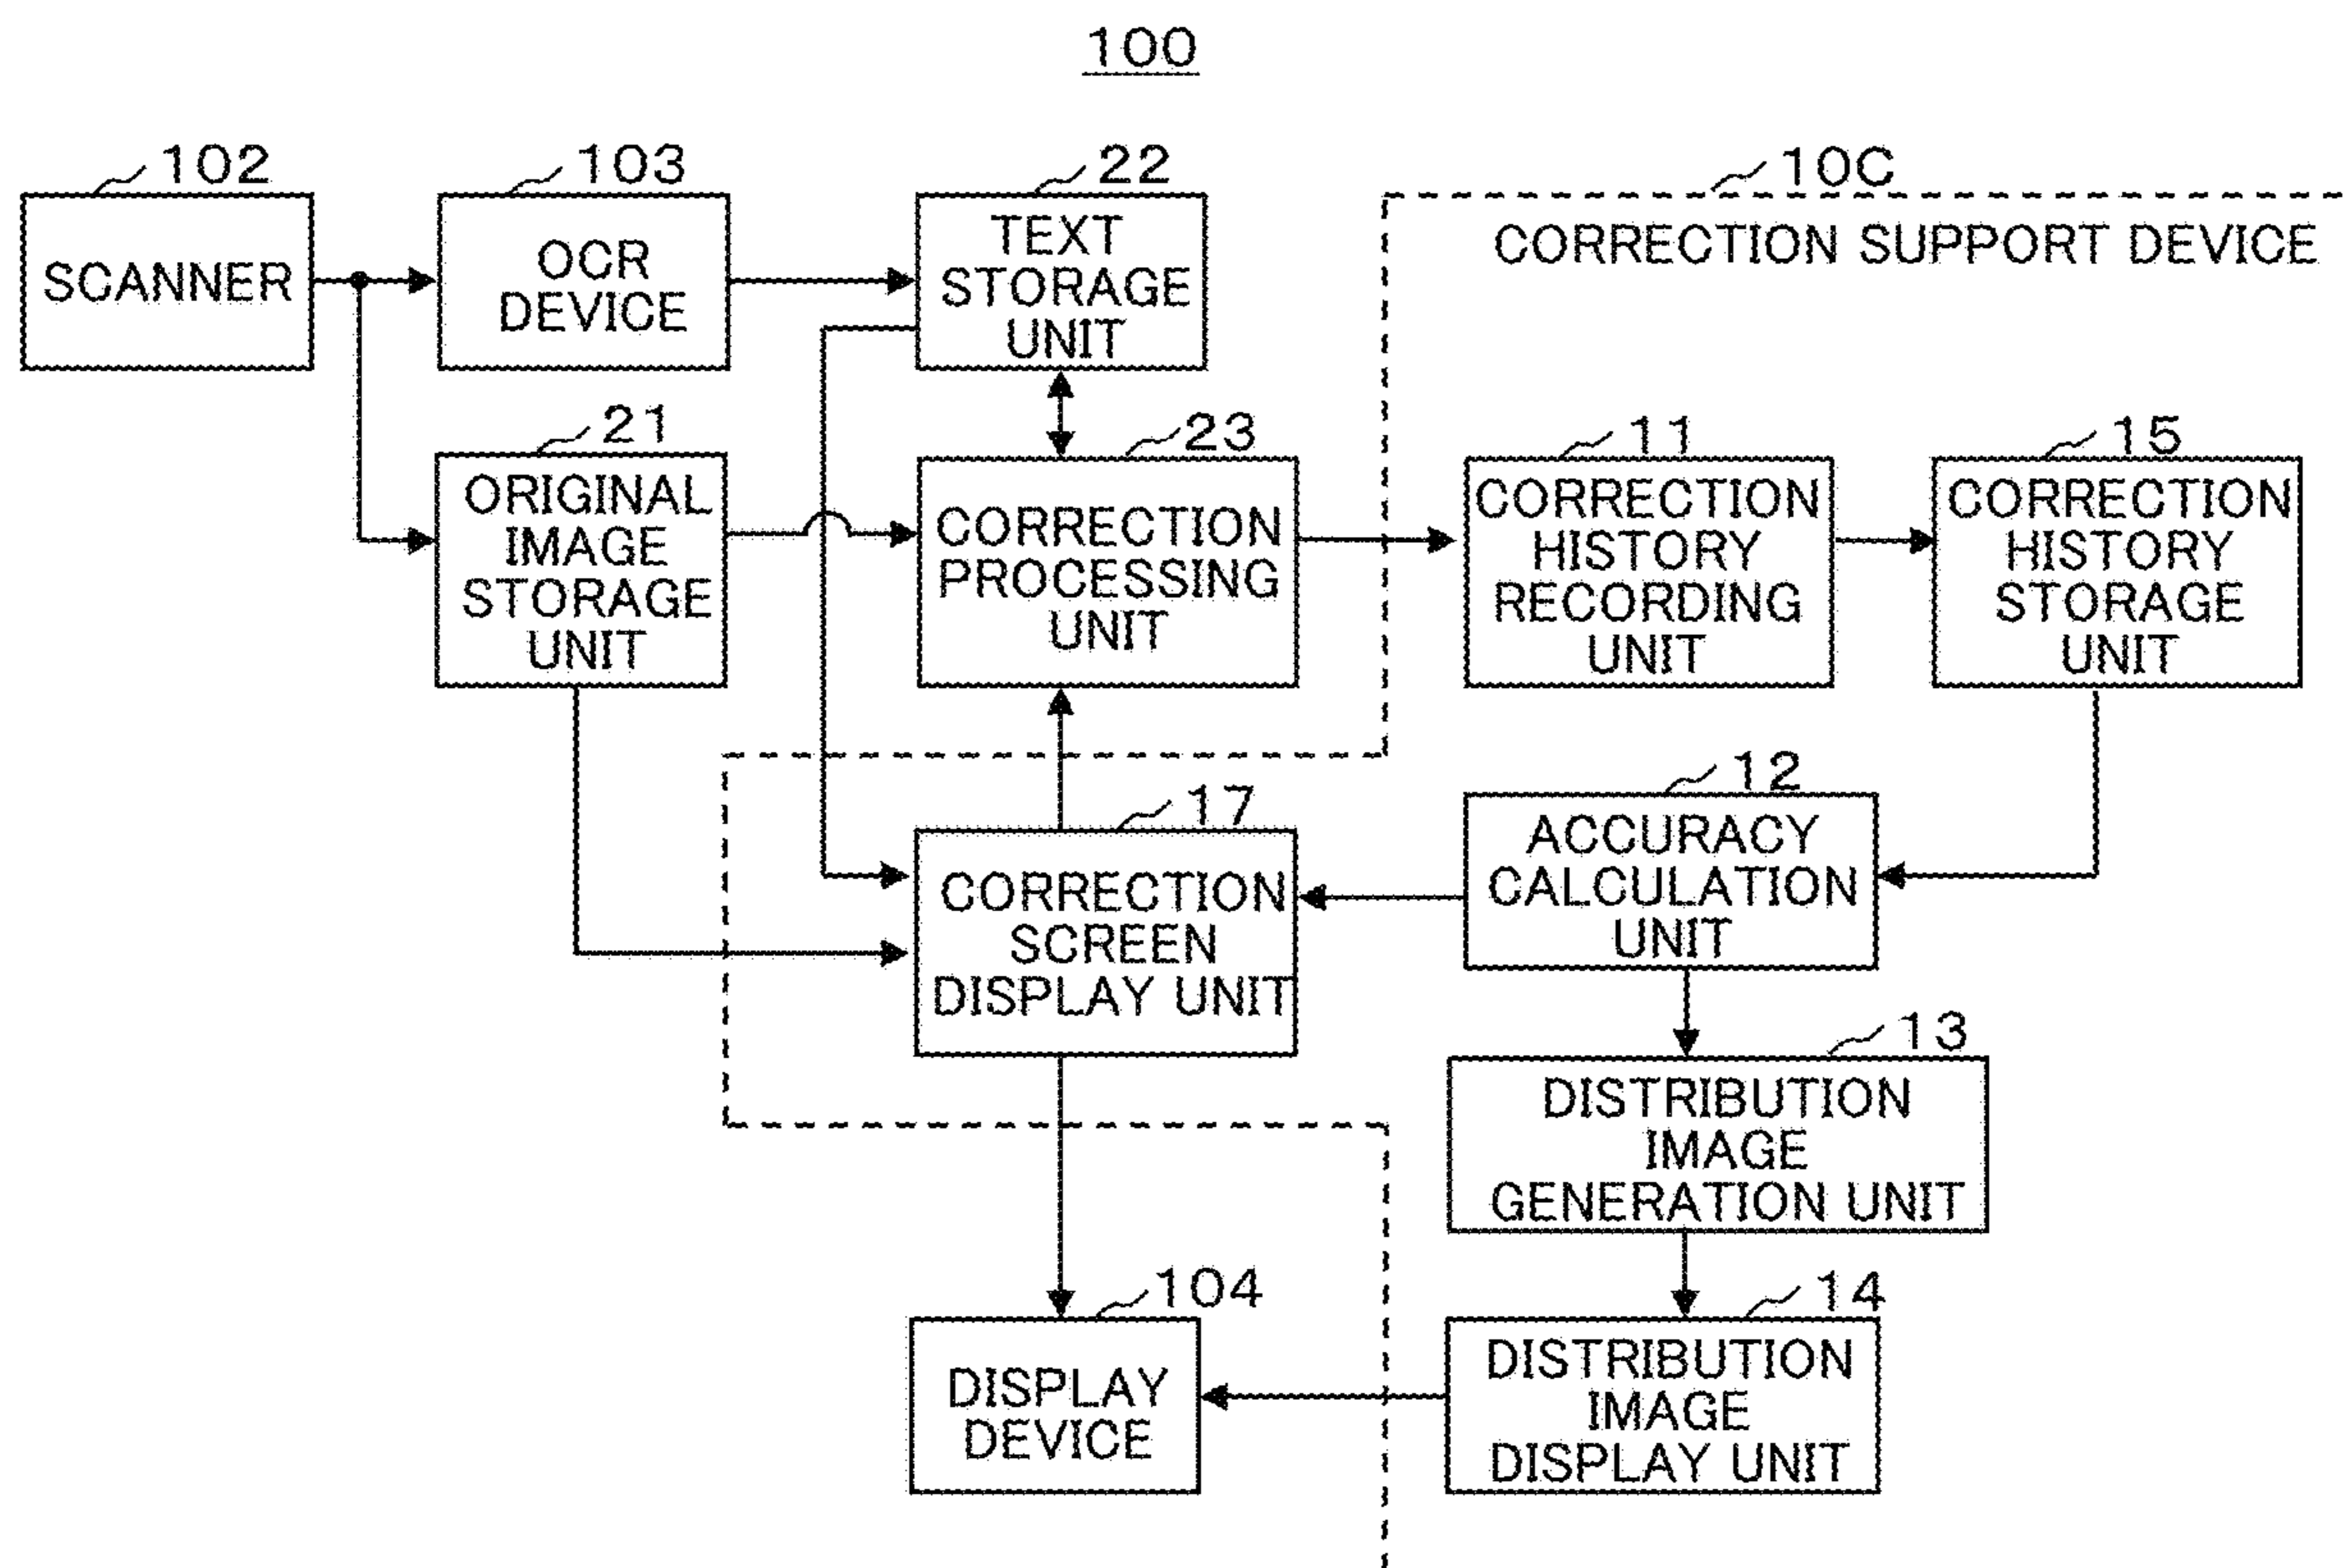 100
102
SCANNER
103
OCR
DEVICE
22
TEXT
STORAGE
UNIT
10C
CORRECTION SUPPORT DEVICE
21
ORIGINAL
IMAGE
STORAGE
UNIT
23
CORRECTION
PROCESSING
UNIT
11
CORRECTION
HISTORY
RECORDING
UNIT
15
CORRECTION
HISTORY
STORAGE
UNIT
17
CORRECTION
SCREEN
DISPLAY UNIT
12
ACCURACY
CALCULATION
UNIT
13
DISTRIBUTION
IMAGE
GENERATION UNIT
104
DISPLAY
DEVICE
14
DISTRIBUTION
IMAGE
DISPLAY UNIT